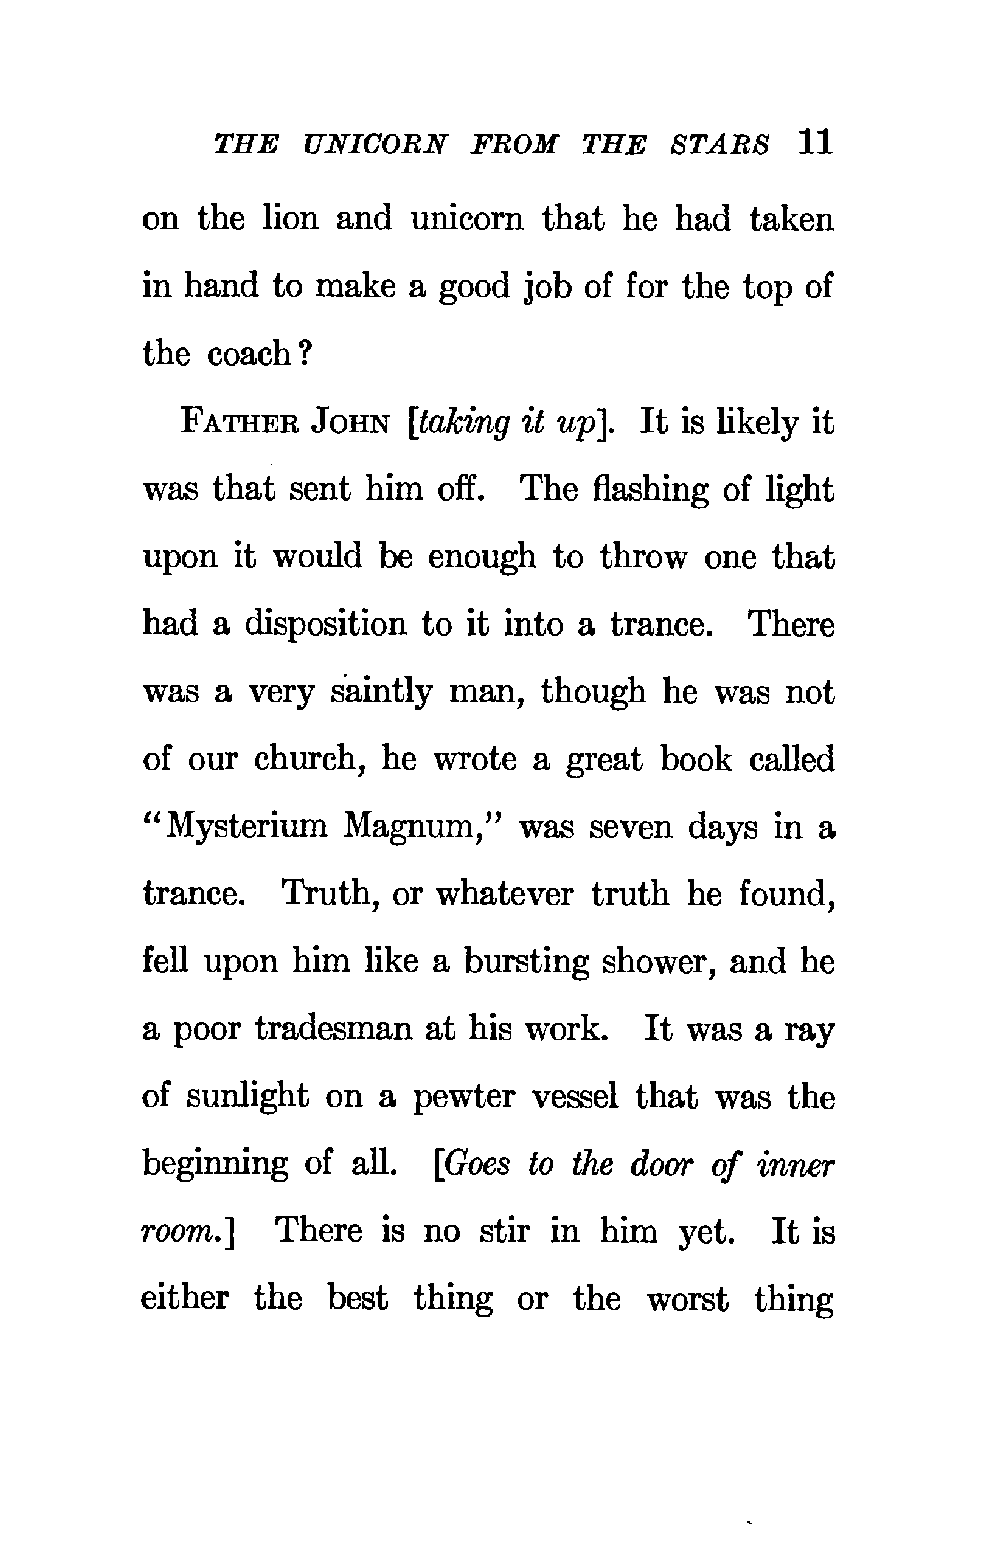 THE UNICORN FROM THE STARS 11
on the lion and unicorn that he had taken
in hand to make a good job of for the top of
the coach?
FATHER JOHN [taking it up]. It is likely it
was that sent him off. The flashing of light
upon it would be enough to throw one that
had a disposition to it into a trance. There
was a very saintly man, though he was not
of our church, he wrote a great book called
“Mysterium Magnum,” was seven days in a
trance. Truth, or whatever truth he found,
fell upon him like a bursting shower, and he
a poor tradesman at his work. It was a ray
of sunlight on a pewter vessel that was the
beginning of all. [Goes to the door of inner
room.] There is no stir in him yet. It is
either the best thing or the worst thing